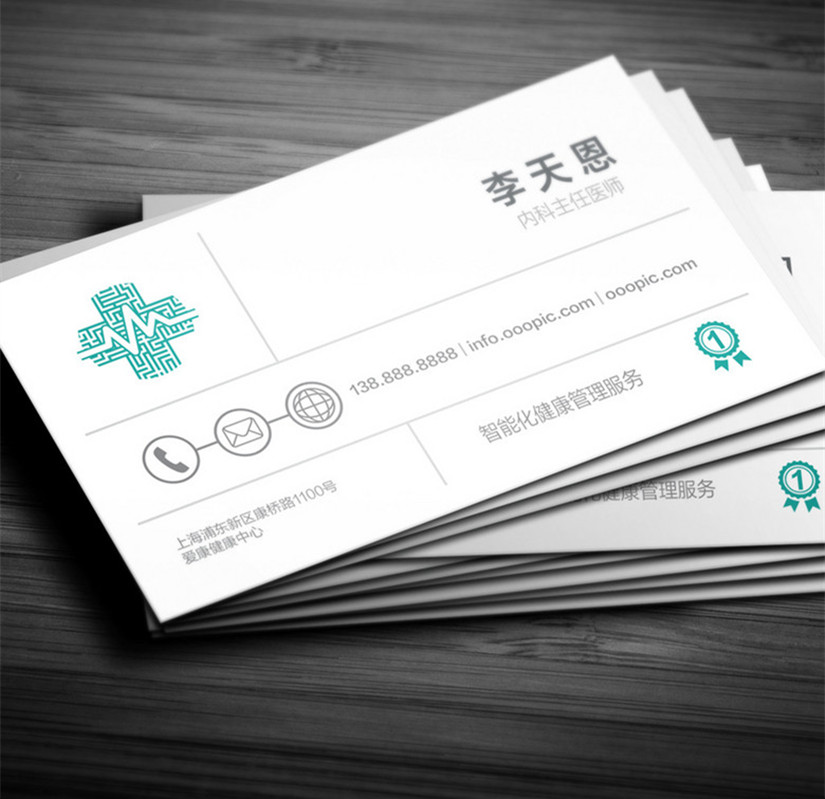 李天恩
内科主任医师
138.888.8888 | info.ooopic.com | ooopic.com
1
智能化健康管理服务
上海浦东新区康桥路1100号
爱康健康中心
化健康管理服务
1